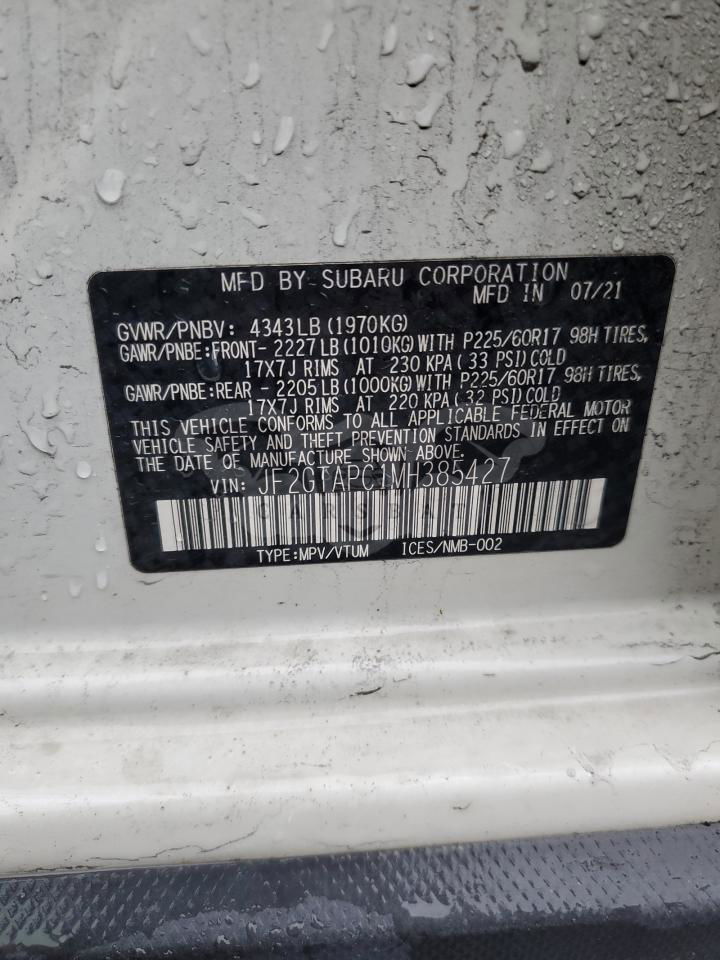 MFD BY SUBARU CORPORATION
MFD IN 07/21
GVWR/PNBV: 4343LB (1970KG)
GAWR/PNBE:FRONT- 2227LB (1010KG)WITH P225/60R17 98H TIRES,
17X7J RIMS AT 230 KPA( 33 PSI)COLD
GAWR/PNBE:REAR - 2205LB (1000KG)WITH P225/60R17 98H TIRES,
17X7J RIMS AT 220 KPA( 32 PSI)COLD
THIS VEHICLE CONFORMS TO ALL APPLICABLE FEDERAL MOTOR
VEHICLE SAFETY AND THEFT PREVENTION STANDARDS IN EFFECT ON
THE DATE OF MANUFACTURE SHOWN ABOVE.
VIN: JF2GTAPC1MH385427
TYPE:MPV/VTUM ICES/NMB-002